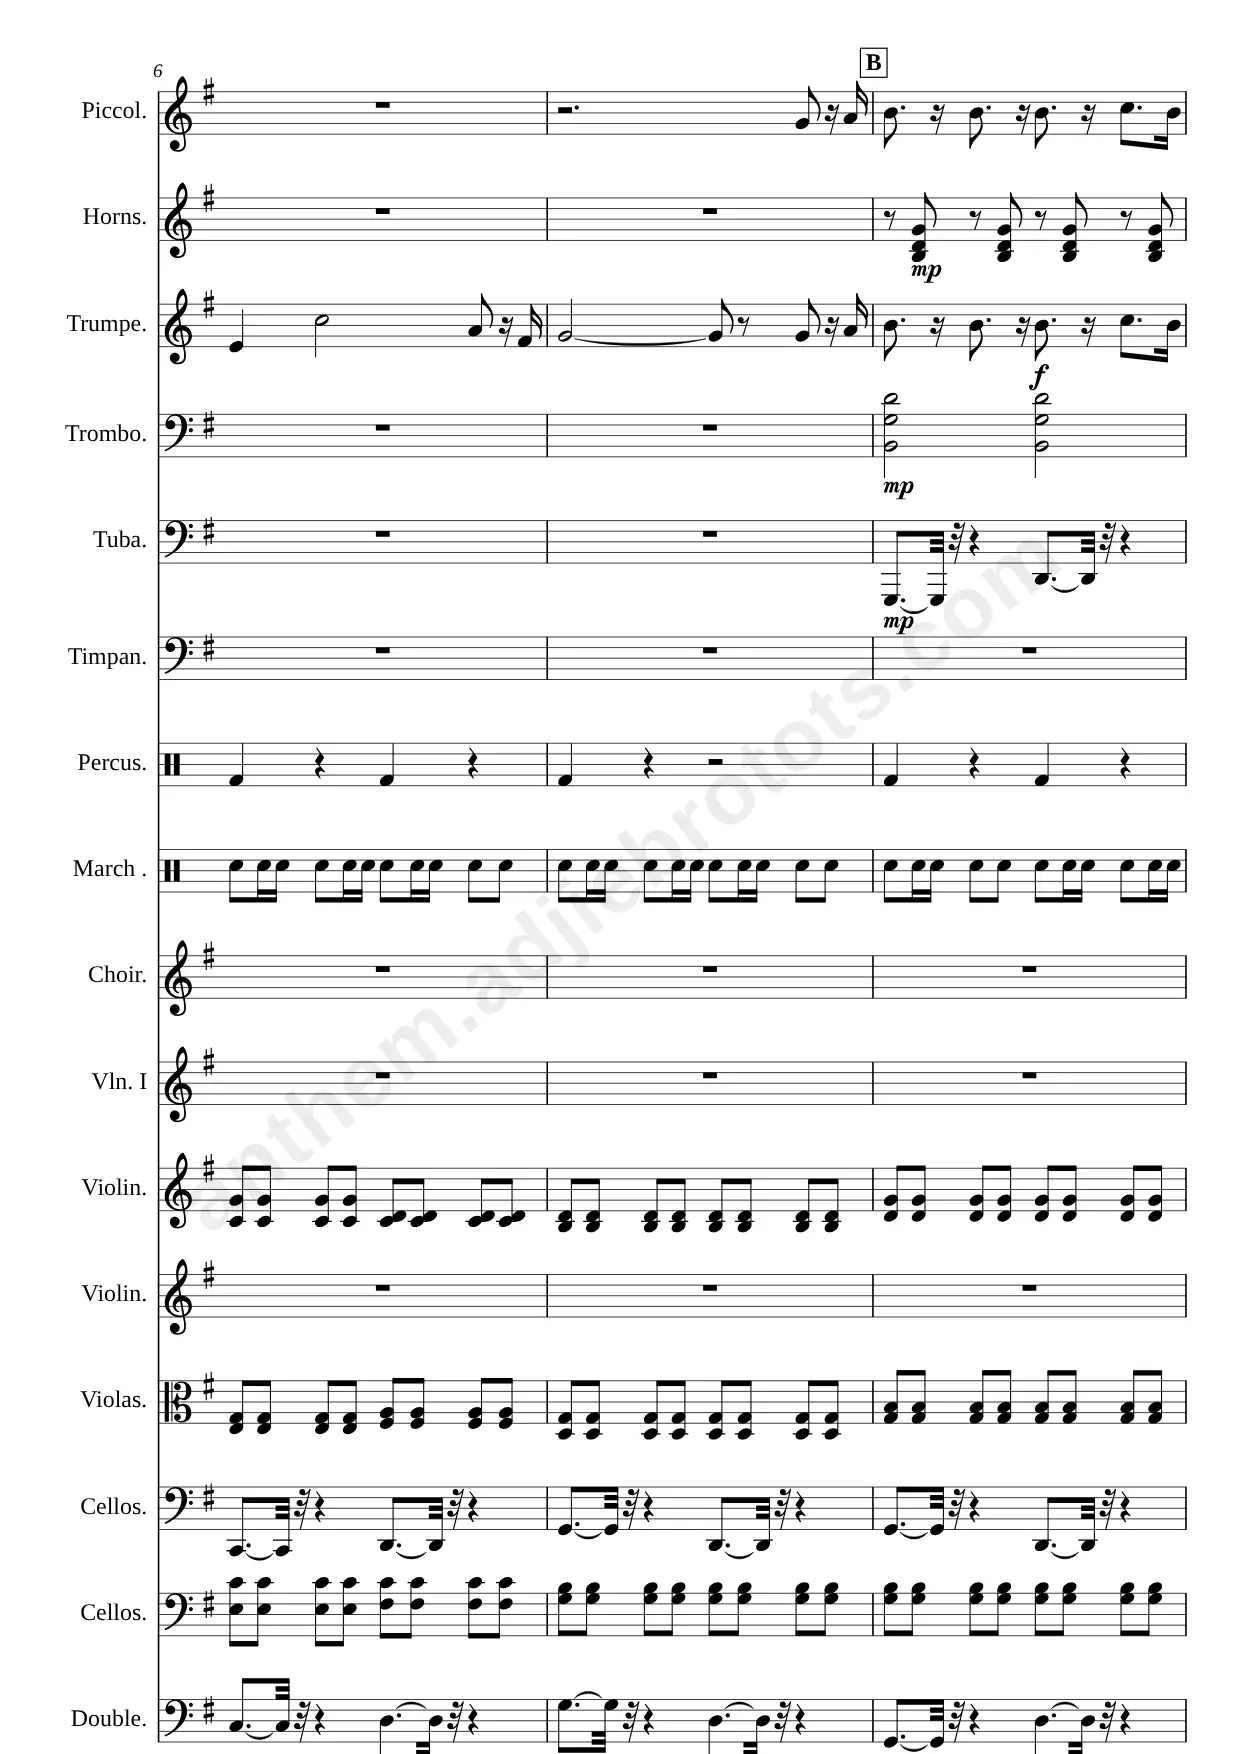 B
6
Piccol.
Horns.
mp
Trumpe.
f
Trombo.
mp
Tuba.
mp
Timpan.
Percus.
March .
Choir.
Vln. I
Violin.
Violin.
Violas.
Cellos.
Cellos.
Double.
anthem.adjiebrotots.com